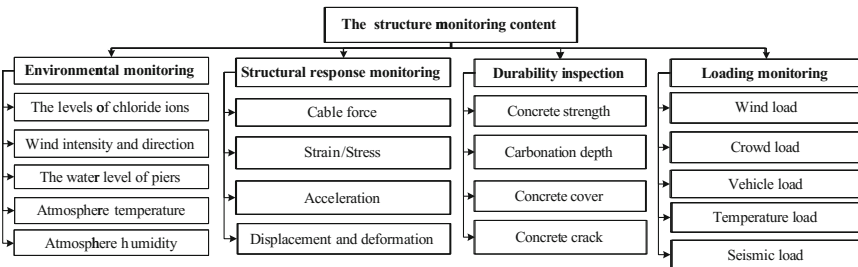 The structure monitoring content
Environmental monitoring
The levels of chloride ions
Wind intensity and direction
The water level of piers
Atmosphere temperature
Atmosphere humidity
Structural response monitoring
Cable force
Strain/Stress
Acceleration
Displacement and deformation
Durability inspection
Concrete strength
Carbonation depth
Concrete cover
Concrete crack
Loading monitoring
Wind load
Crowd load
Vehicle load
Temperature load
Seismic load